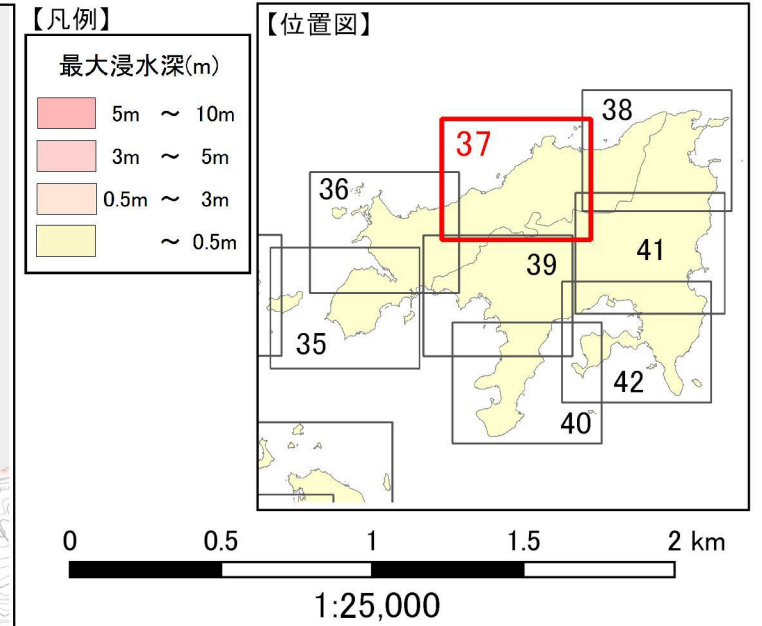 【凡例】
最大浸水深(m)
5m ～ 10m
3m ～ 5m
0.5m ～ 3m
～ 0.5m
【位置図】
38
37
36
41
39
35
42
40
0 0.5 1 1.5 2 km
1:25,000